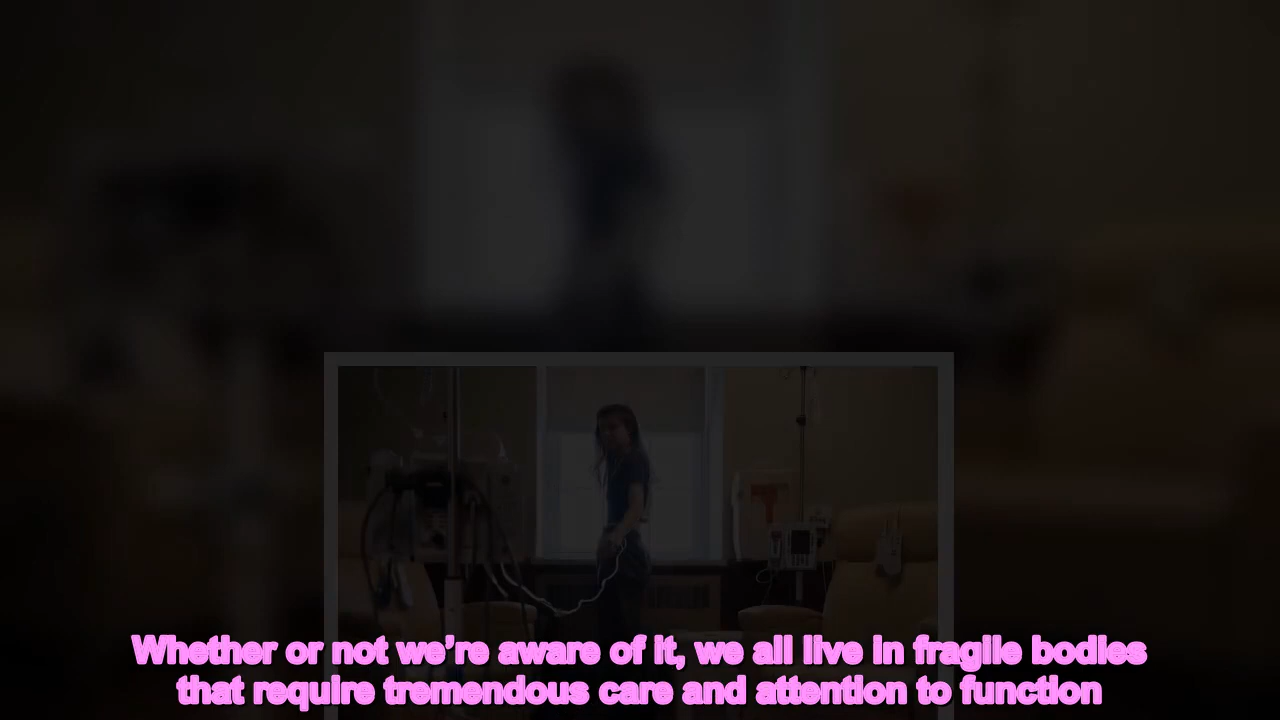 Whether or not we're aware of it, we all live in fragile bodies
that require tremendous care and attention to function